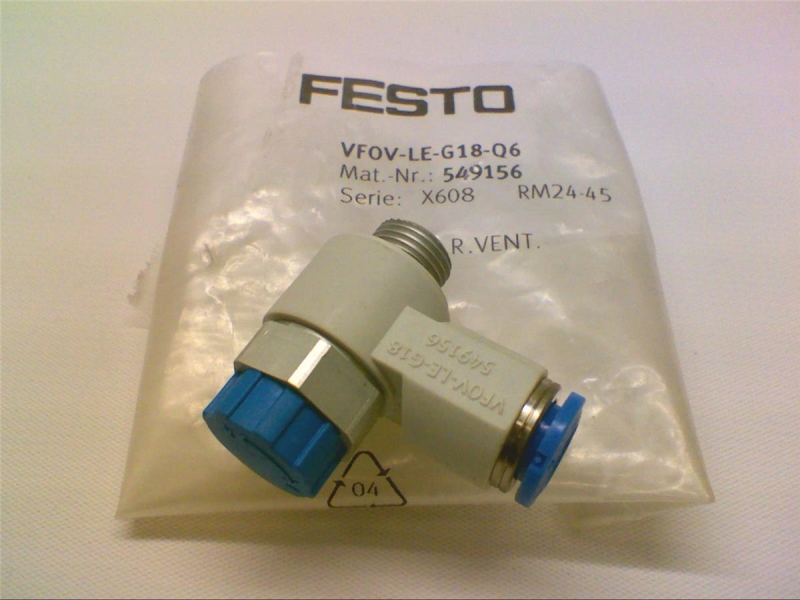 FESTO
VFOV-LE-G18-Q6
Mat.-Nr.: 549156
Serie: X608 RM24-45
R.VENT.
VFOV-LE-G18
549156
04